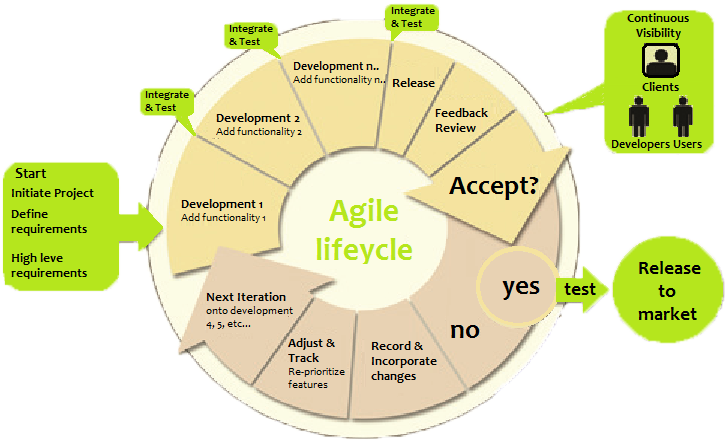 Start
Initiate Project
Define
requirements
High leve
requirements
Integrate
& Test
Integrate
& Test
Integrate
& Test
Development 1
Add functionality 1
Development 2
Add functionality 2
Development n..
Add functionality n..
Release
Feedback
Review
Continuous
Visibility
Clients
Developers Users
Accept?
Agile
lifeycle
yes
test
Release
to
market
no
Record &
Incorporate
changes
Adjust &
Track
Re-prioritize
features
Next Iteration
onto development
4, 5, etc...